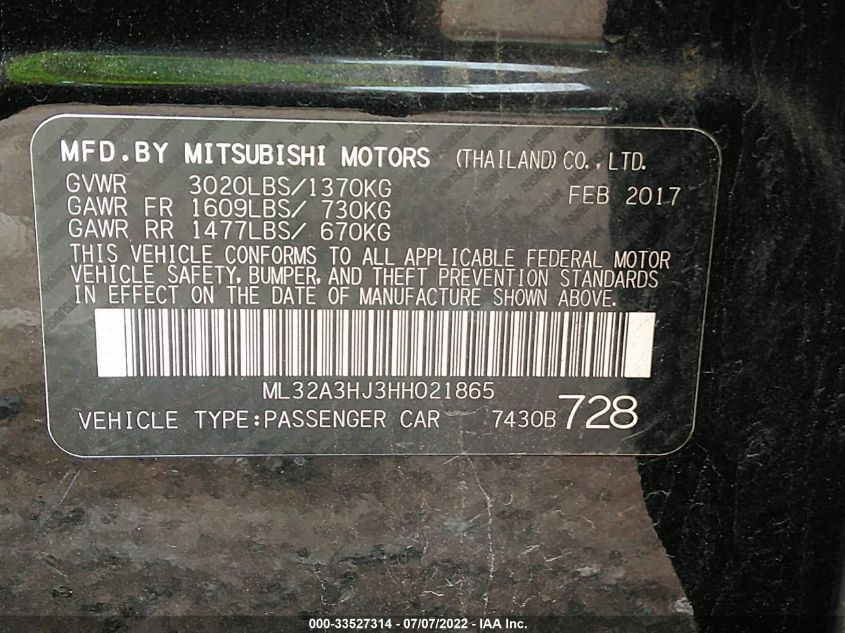 MFD.BY MITSUBISHI MOTORS (THAILAND) CO.,LTD.
GVWR 3020LBS/1370KG FEB 2017
GAWR FR 1609LBS/ 730KG
GAWR RR 1477LBS/ 670KG
THIS VEHICLE CONFORMS TO ALL APPLICABLE FEDERAL MOTOR
VEHICLE SAFETY, BUMPER, AND THEFT PREVENTION STANDARDS
IN EFFECT ON THE DATE OF MANUFACTURE SHOWN ABOVE.
ML32A3HJ3HH021865
VEHICLE TYPE:PASSENGER CAR 7430B 728
000-33527314 - 07/07/2022 - IAA Inc.